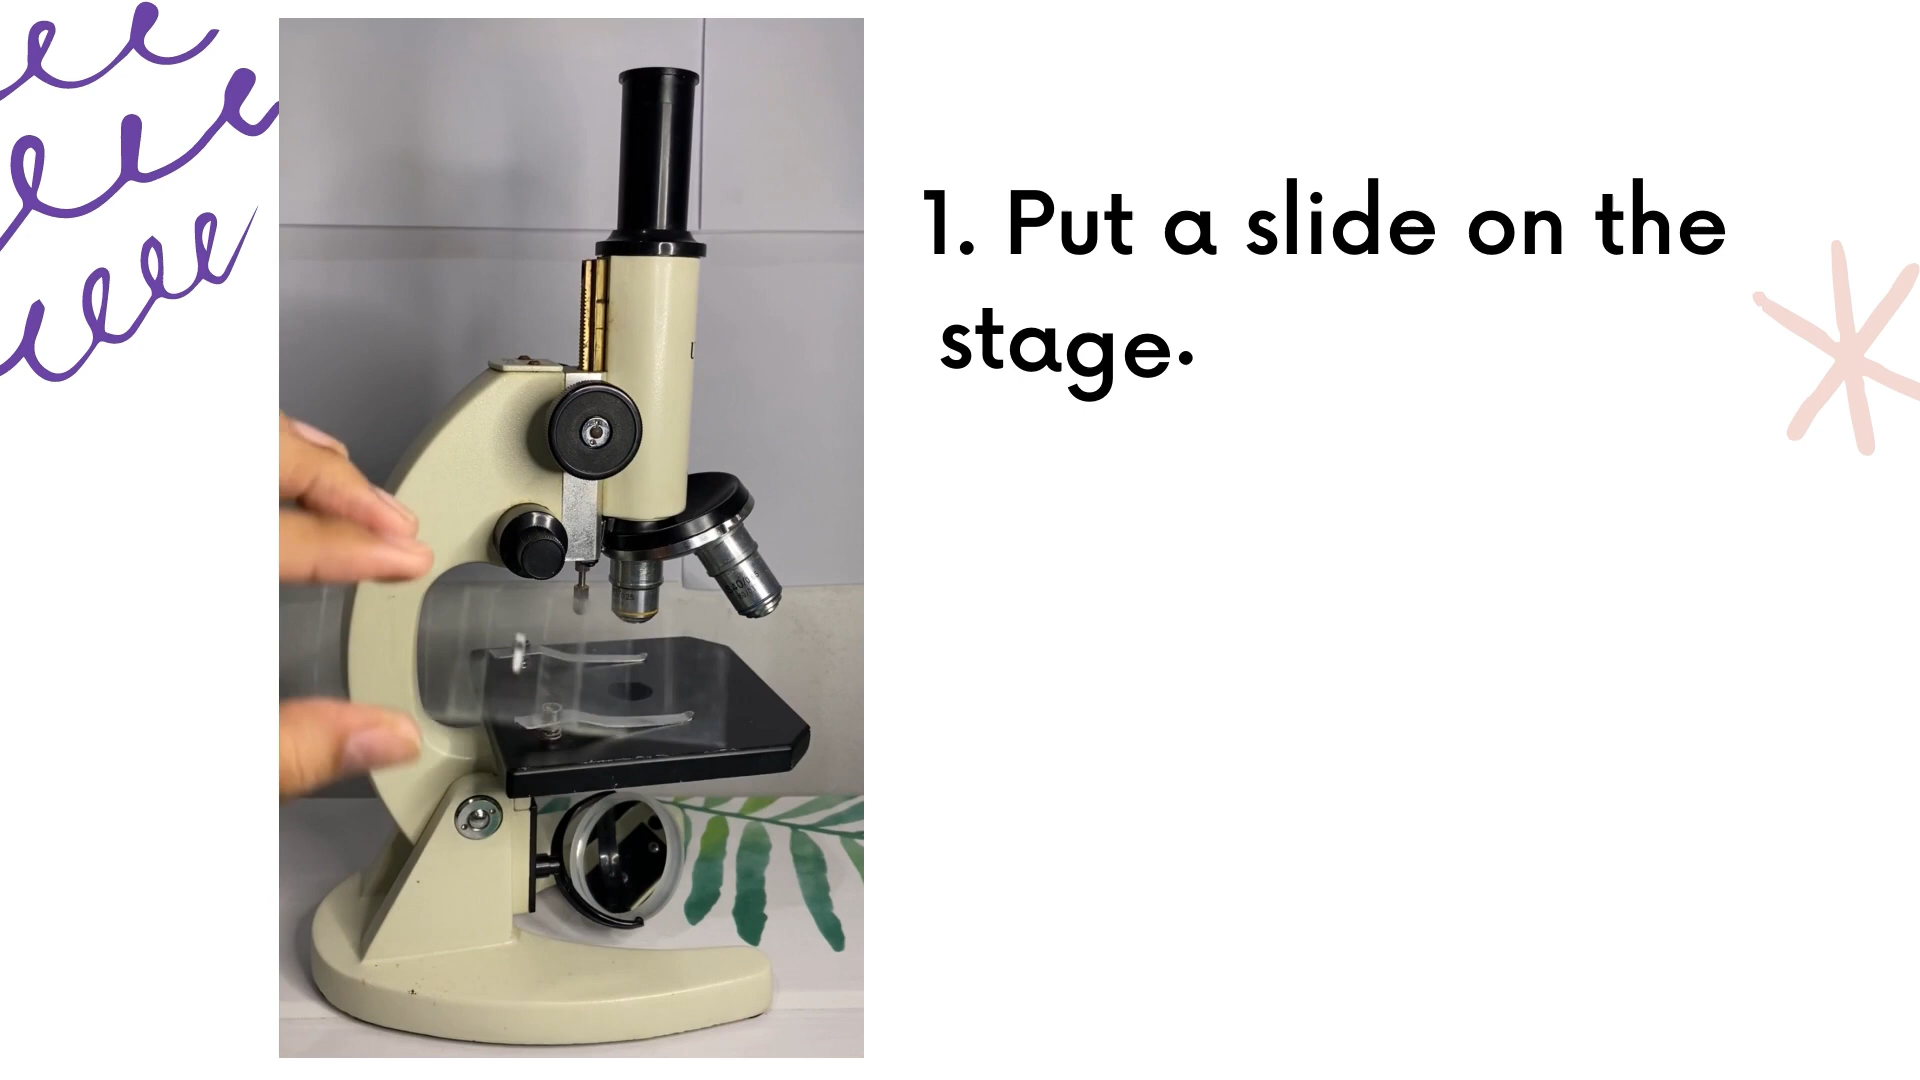 1. Put a slide on the
stage.